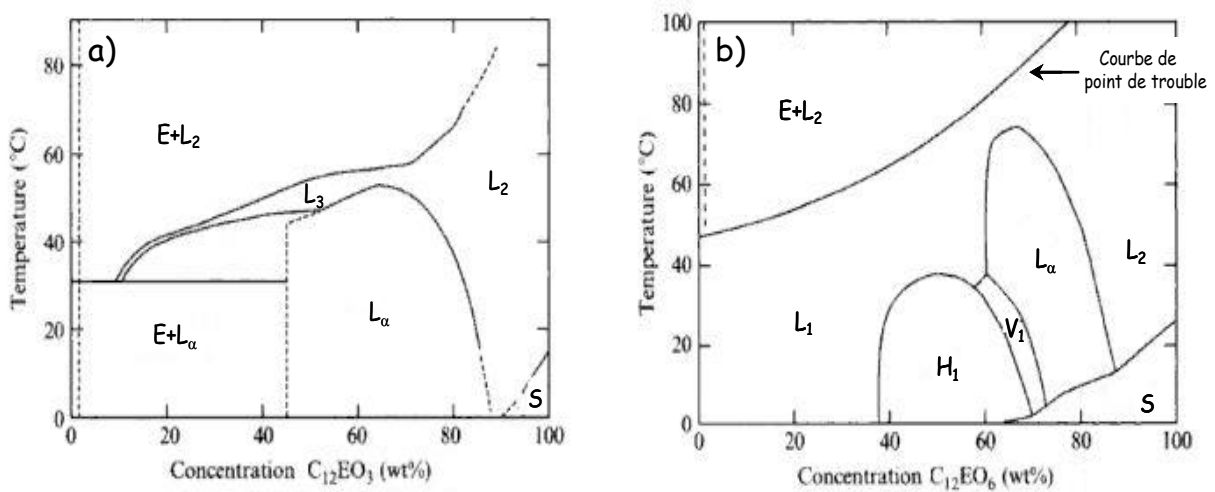 a)
80
60
40
20
0
Temperature (°C)
E+L₂
L₃
L₂
E+Lα
Lα
S
0
20
40
60
80
100
Concentration C₁₂EO₃ (wt%)
b)
100
80
60
40
20
0
Temperature (°C)
Courbe de
point de trouble
E+L₂
Lα
L₂
L₁
V₁
H₁
S
0
20
40
60
80
100
Concentration C₁₂EO₆ (wt%)